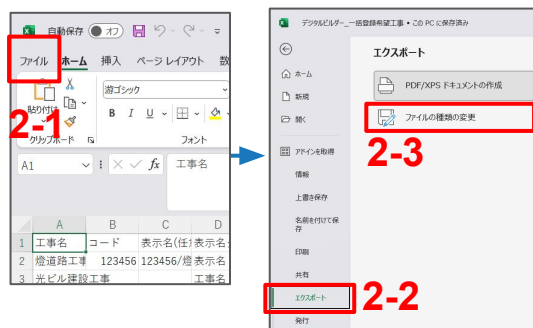 自動保存 オフ
ファイル ホーム 挿入 ページ レイアウト 数
貼り付け
游ゴシック
B I U
2-1
クリップボード フォント
A1 fx 工事名
A B C D
1 工事名 コード 表示名(任意 表示名
2 燈道路工事 123456 123456/燈 表示名
3 光ビル建設工事 工事名
デジタルビルダー_一括登録希望工事 • この PC に保存済み
エクスポート
ホーム
新規
開く
アドインを取得
情報
上書き保存
名前を付けて保
存
印刷
共有
エクスポート
発行
PDF/XPS ドキュメントの作成
ファイルの種類の変更
2-3
2-2